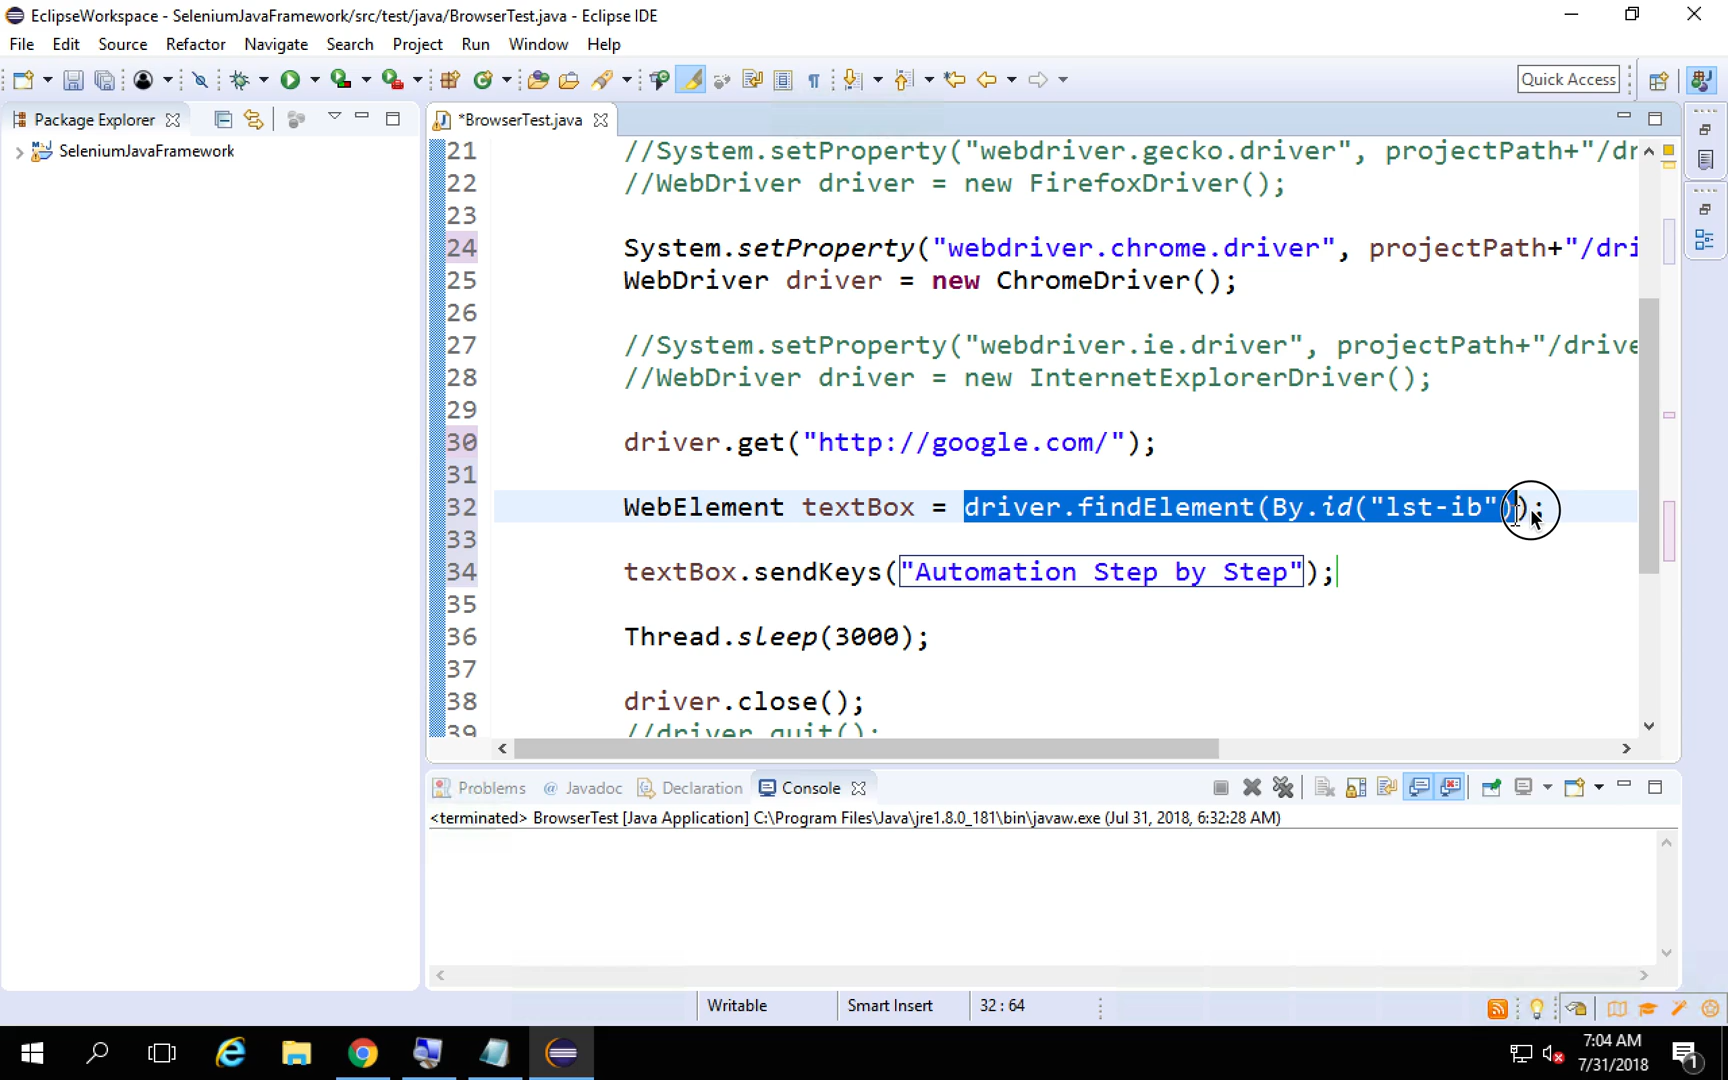 EclipseWorkspace - SeleniumJavaFramework/src/test/java/BrowserTest.java - Eclipse IDE
File Edit Source Refactor Navigate Search Project Run Window Help
Quick Access
Package Explorer
*BrowserTest.java
SeleniumJavaFramework
21 //System.setProperty("webdriver.gecko.driver", projectPath+"/dr
22 //WebDriver driver = new FirefoxDriver();
23
24 System.setProperty("webdriver.chrome.driver", projectPath+"/dri
25 WebDriver driver = new ChromeDriver();
26
27 //System.setProperty("webdriver.ie.driver", projectPath+"/drive
28 //WebDriver driver = new InternetExplorerDriver();
29
30 driver.get("http://google.com/");
31
32 WebElement textBox = driver.findElement(By.id("lst-ib"));
33
34 textBox.sendKeys("Automation Step by Step");
35
36 Thread.sleep(3000);
37
38 driver.close();
39 //driver.quit();
Problems @ Javadoc Declaration Console
<terminated> BrowserTest [Java Application] C:\Program Files\Java\jre1.8.0_181\bin\javaw.exe (Jul 31, 2018, 6:32:28 AM)
Writable Smart Insert 32 : 64
7:04 AM
7/31/2018
1